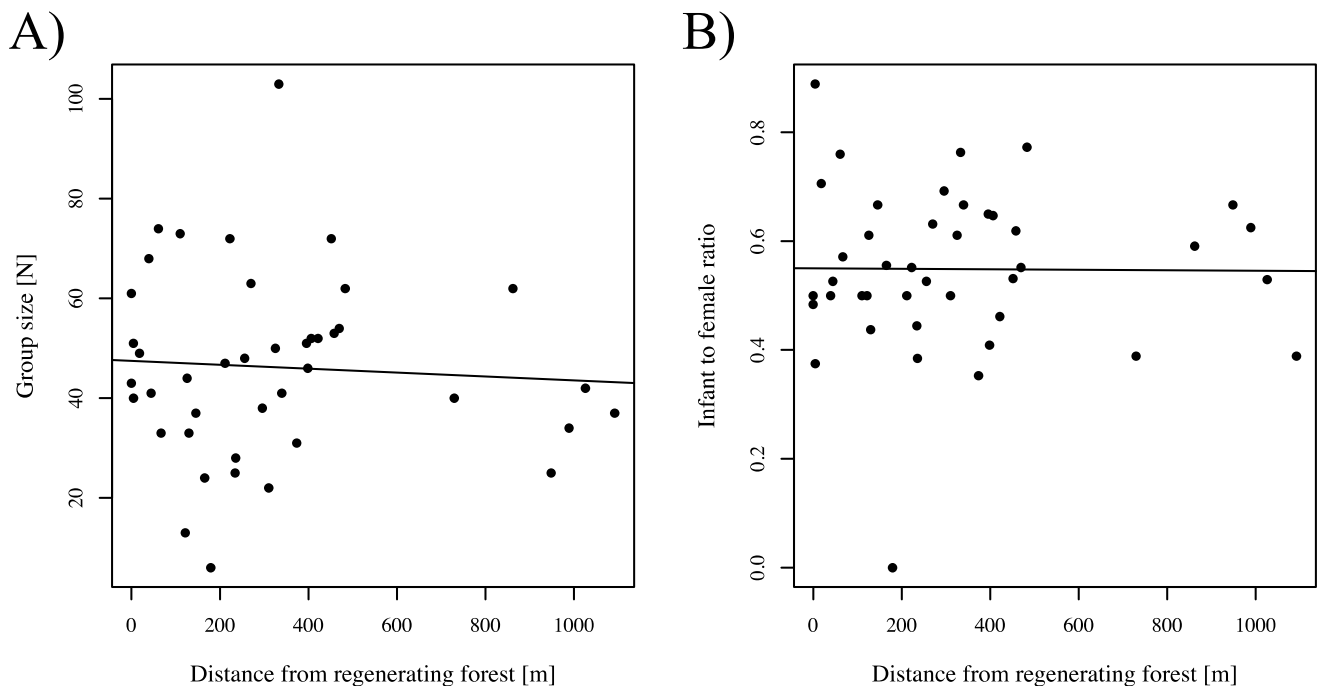 A)
B)
Group size [N]
100
80
60
40
20
0 200 400 600 800 1000
Distance from regenerating forest [m]
Infant to female ratio
0.8
0.6
0.4
0.2
0.0
0 200 400 600 800 1000
Distance from regenerating forest [m]